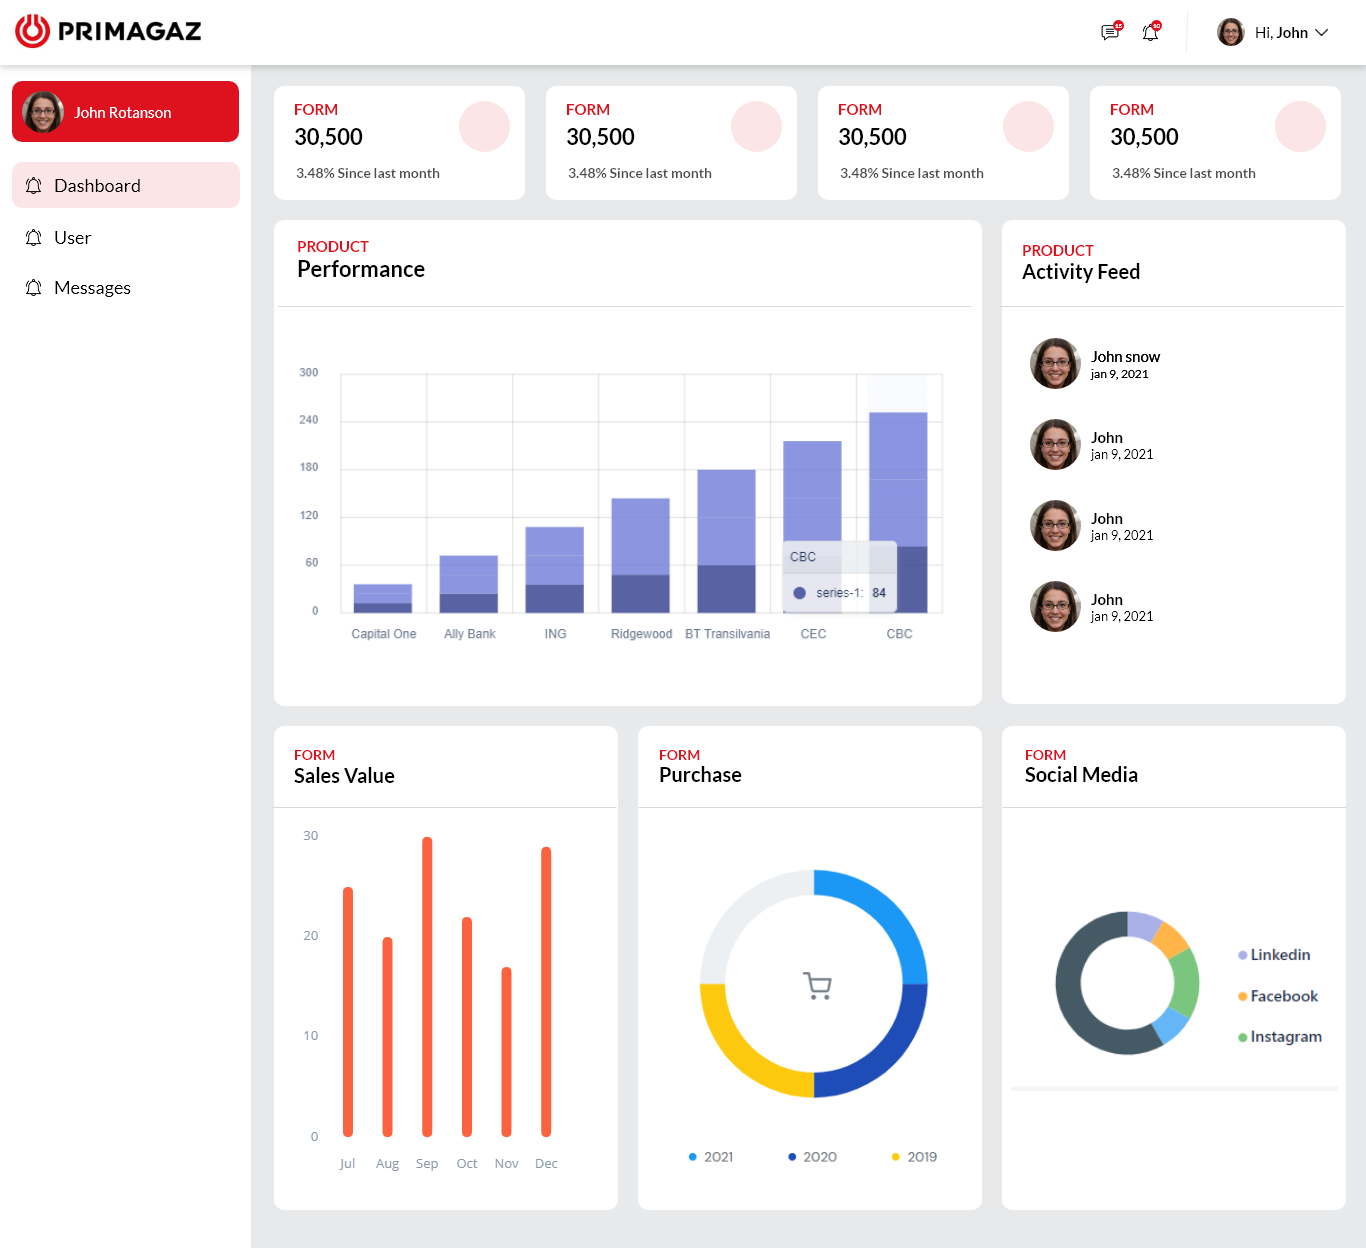 PRIMAGAZ
15
10
Hi, John
John Rotanson
Dashboard
User
Messages
FORM
30,500
3.48% Since last month
FORM
30,500
3.48% Since last month
FORM
30,500
3.48% Since last month
FORM
30,500
3.48% Since last month
PRODUCT
Performance
300
240
180
120
60
0
CBC
series-1: 84
Capital One Ally Bank ING Ridgewood BT Transilvania CEC CBC
PRODUCT
Activity Feed
John snow
jan 9, 2021
John
jan 9, 2021
John
jan 9, 2021
John
jan 9, 2021
FORM
Sales Value
30
20
10
0
Jul Aug Sep Oct Nov Dec
FORM
Purchase
2021 2020 2019
FORM
Social Media
Linkedin
Facebook
Instagram